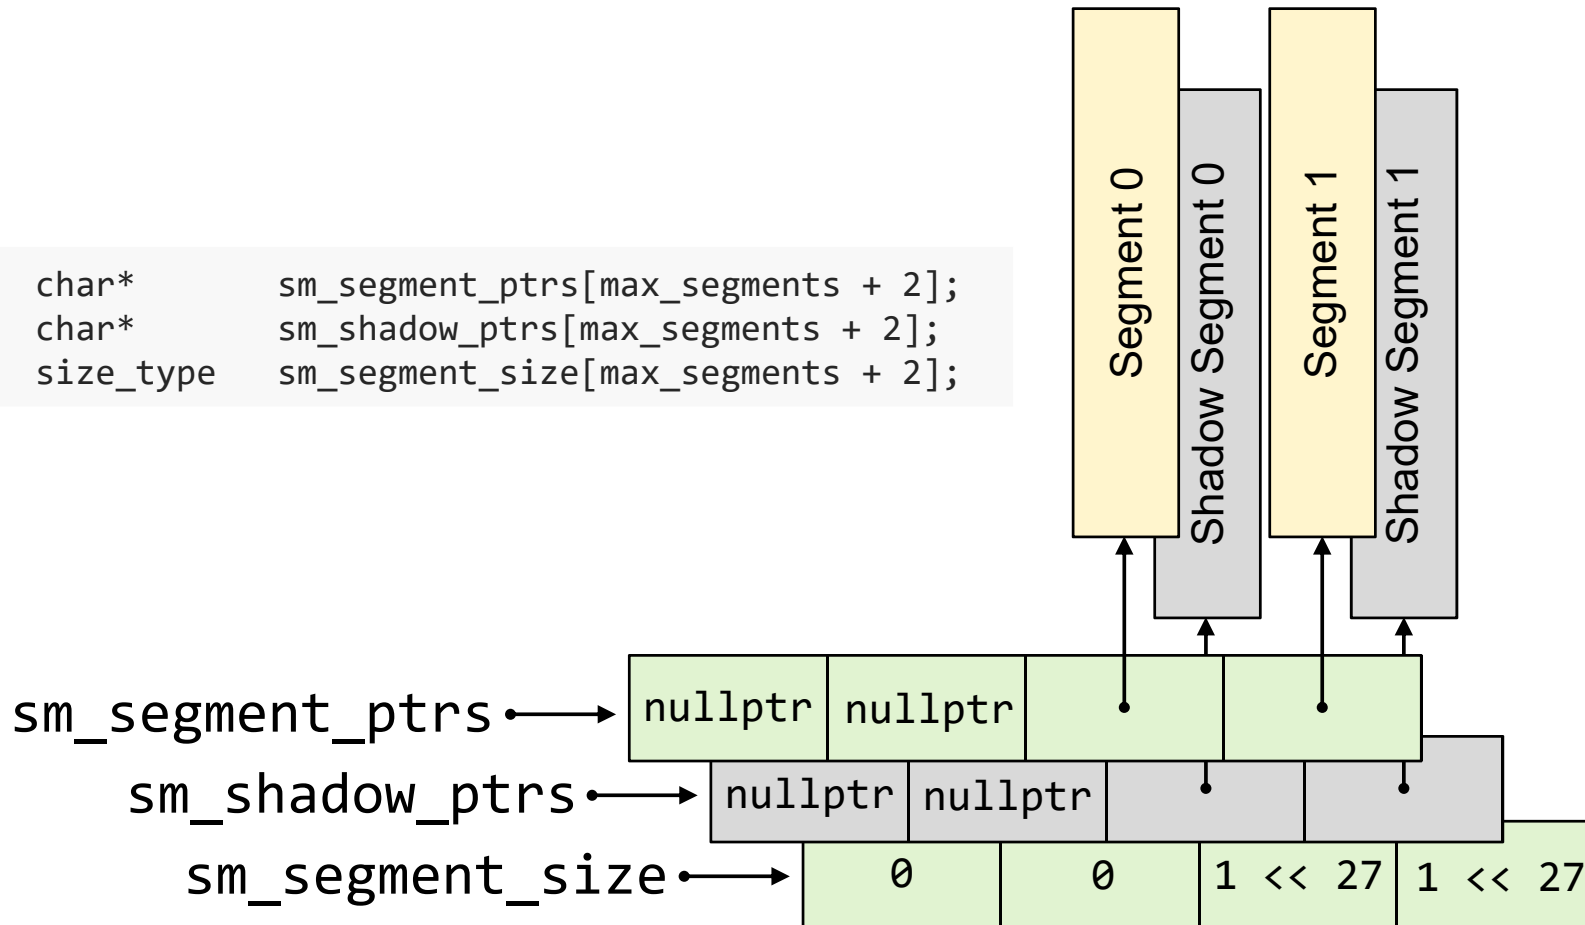 Segment 0
Shadow Segment 0
Segment 1
Shadow Segment 1
char* sm_segment_ptrs[max_segments + 2];
char* sm_shadow_ptrs[max_segments + 2];
size_type sm_segment_size[max_segments + 2];
sm_segment_ptrs nullptr nullptr
sm_shadow_ptrs nullptr nullptr
sm_segment_size 0 0 1 << 27 1 << 27